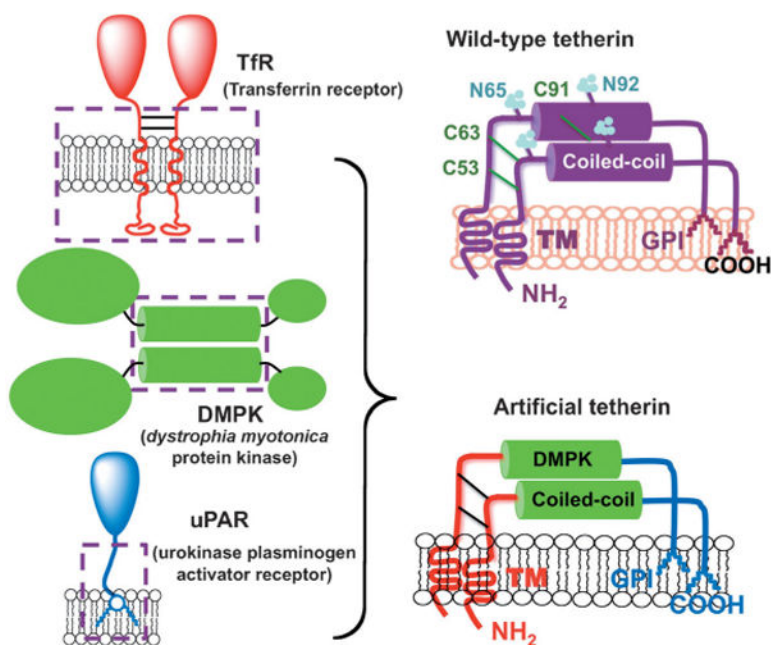 TfR
(Transferrin receptor)
DMPK
(dystrophia myotonica
protein kinase)
uPAR
(urokinase plasminogen
activator receptor)
Wild-type tetherin
N65
C91
N92
C63
C53
Coiled-coil
TM
GPI
COOH
NH2
Artificial tetherin
DMPK
Coiled-coil
TM
GPI
COOH
NH2